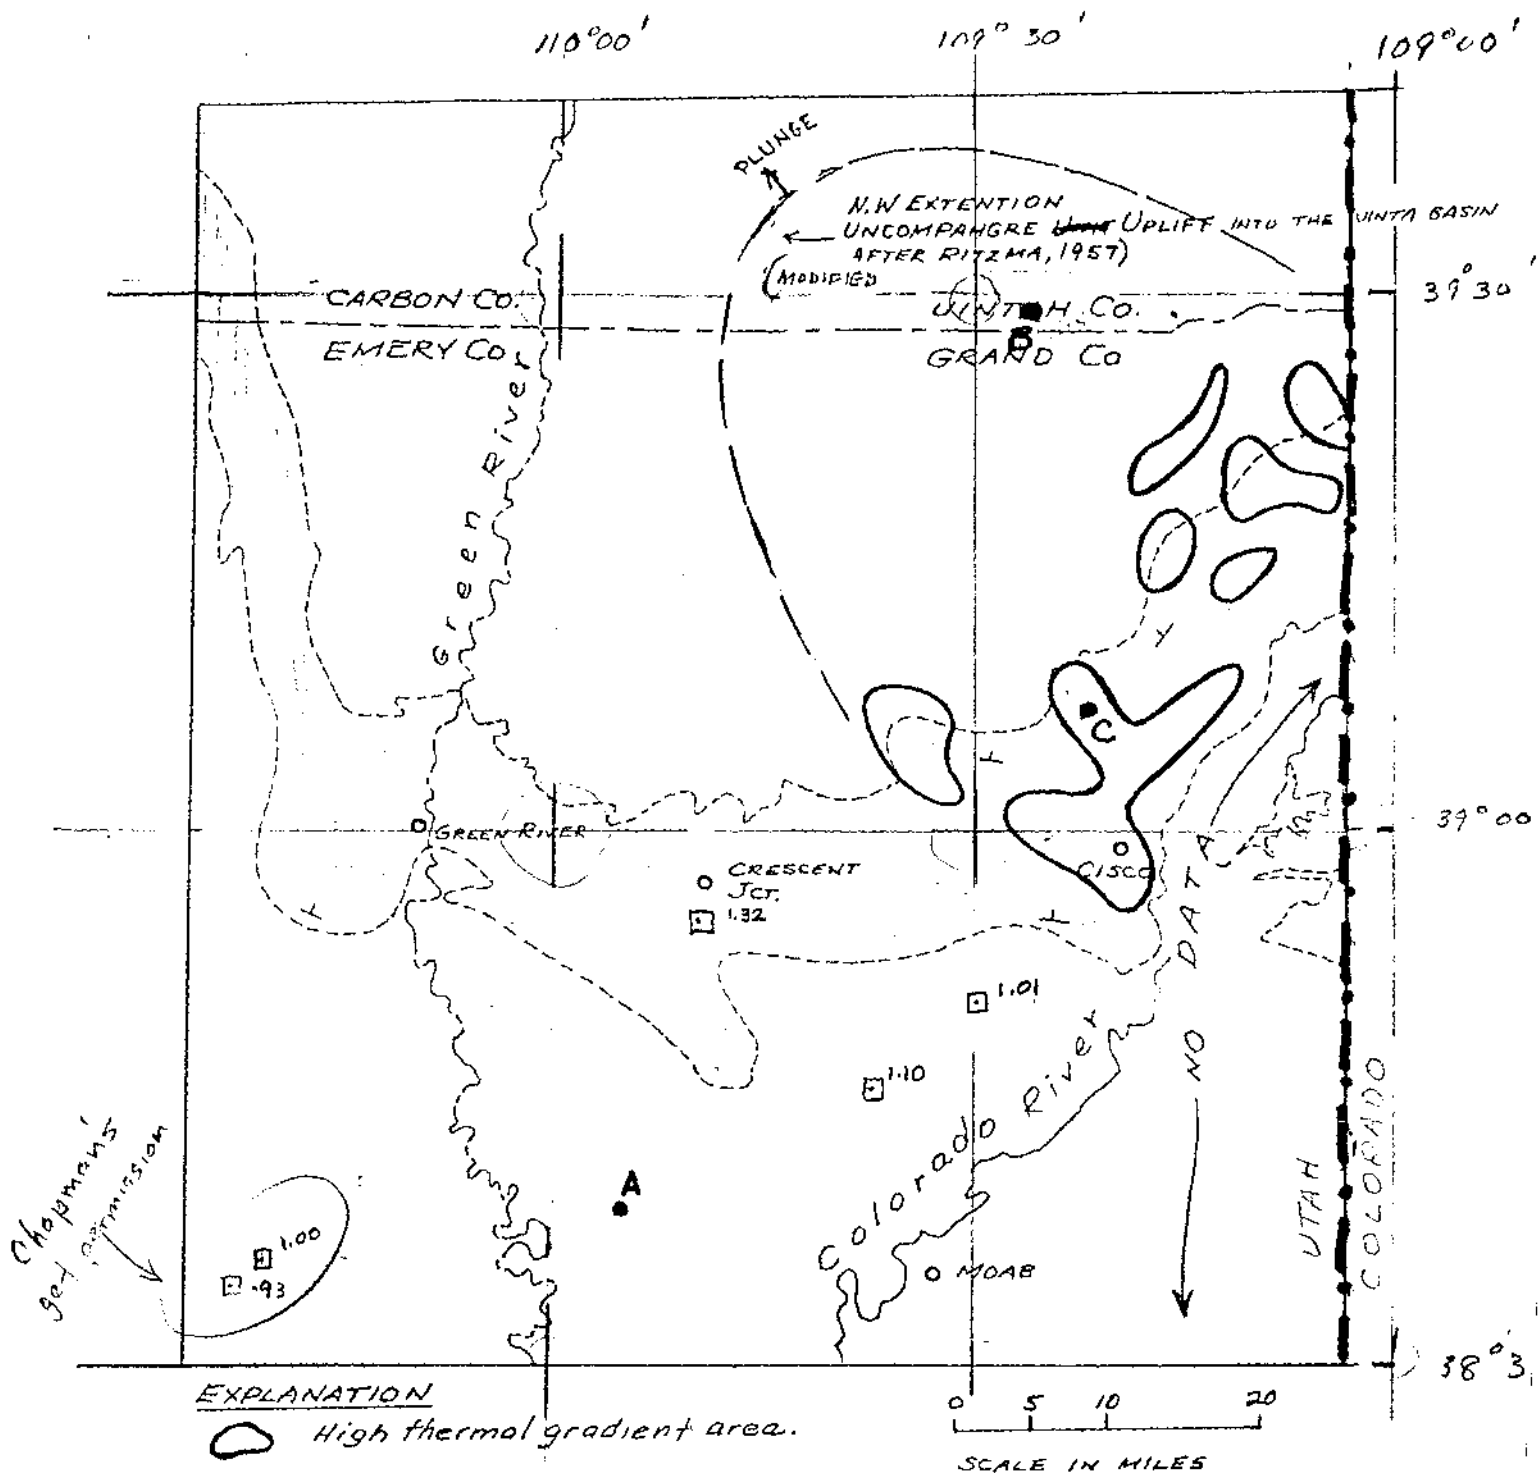 110°00'
109°30'
109°00'
PLUNGE
N.W EXTENTION
UNCOMPAHGRE UPLIFT INTO THE UINTA BASIN
AFTER RITZMA, 1957)
(MODIFIED
39°30'
CARBON CO.
UINTAH CO.
EMERY CO.
B
GRAND CO
Green River
C
GREEN RIVER
39°00
CRESCENT
JCT.
CISCO
1.32
NO DATA
1.01
1.10
Colorado River
A
Chapman's
get permission
1.00
.93
MOAB
UTAH
COLORADO
38°3
EXPLANATION
High thermal gradient area.
0 5 10 20
SCALE IN MILES